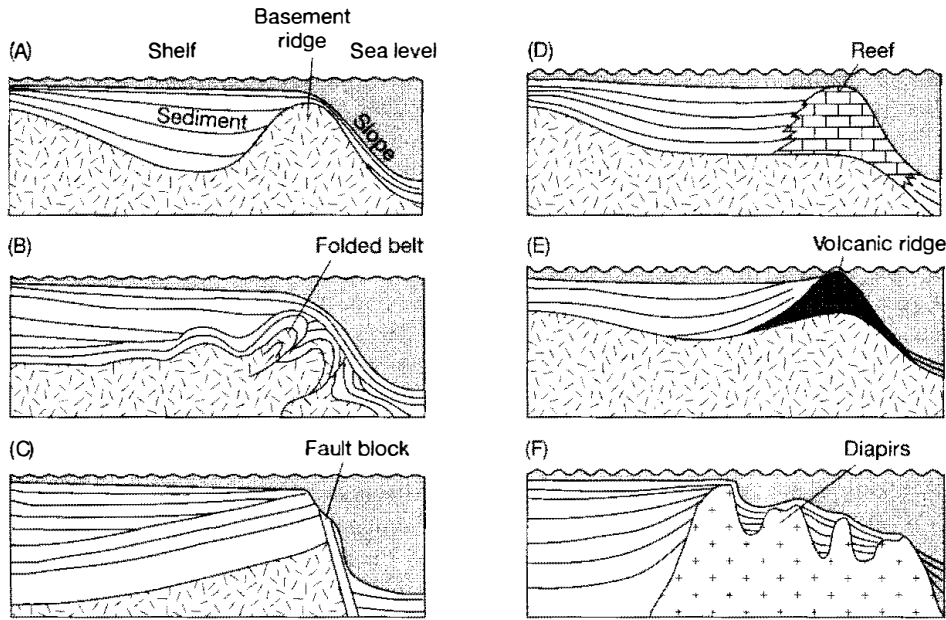 (A)
Shelf
Basement
ridge
Sea level
Sediment
Slope
(B)
Folded belt
(C)
Fault block
(D)
Reef
(E)
Volcanic ridge
(F)
Diapirs